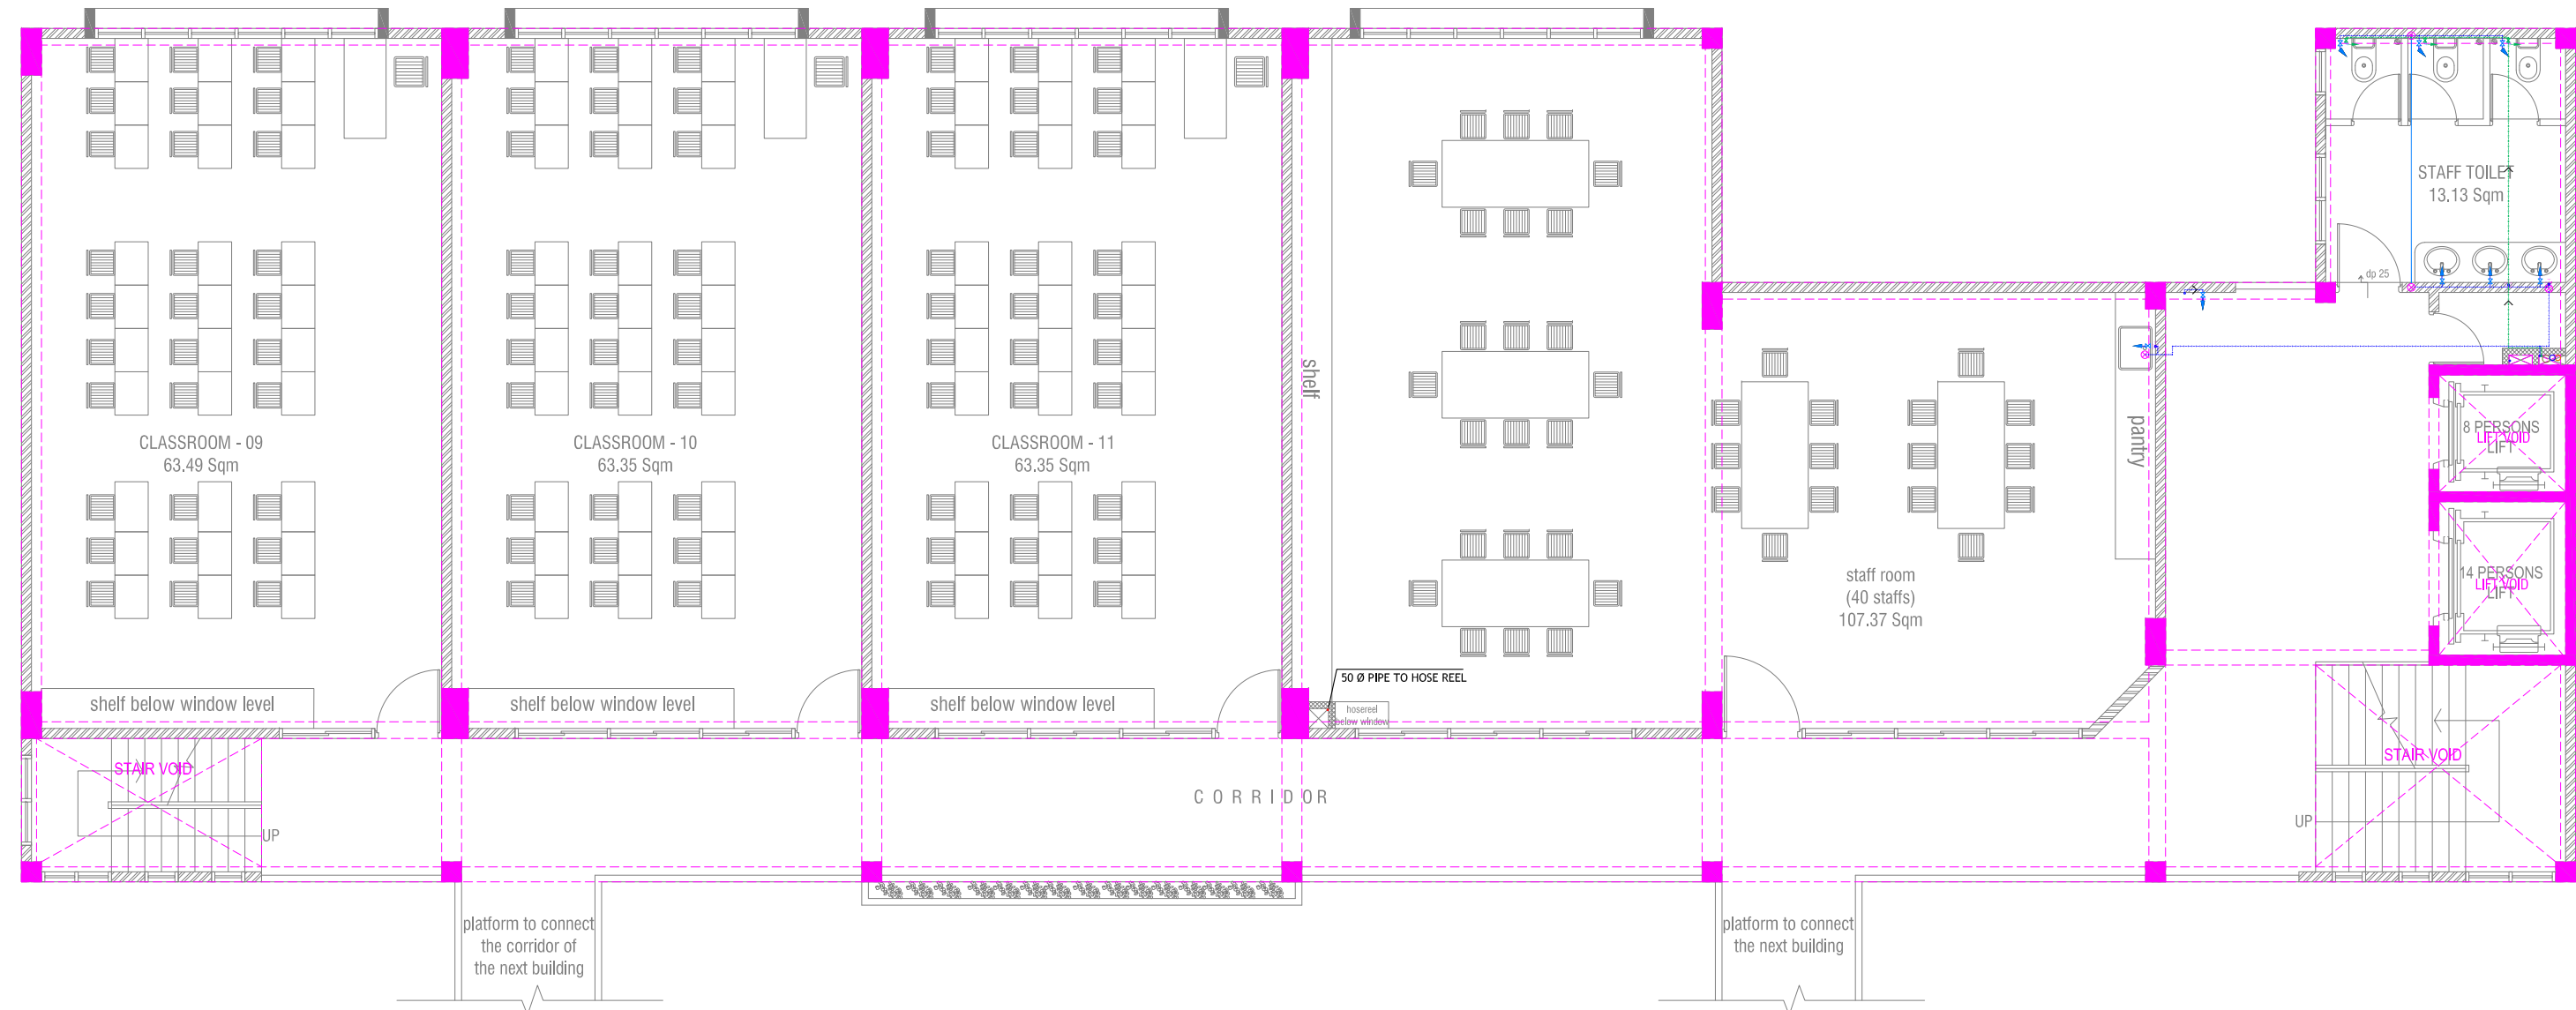 STAFF TOILET
13.13 Sqm
dp 25
shelf
pantry
8 PERSONS
LIFT
LIFT VOID
CLASSROOM - 09
63.49 Sqm
CLASSROOM - 10
63.35 Sqm
CLASSROOM - 11
63.35 Sqm
14 PERSONS
LIFT
LIFT VOID
staff room
(40 staffs)
107.37 Sqm
50 Ø PIPE TO HOSE REEL
hosereel
below window
shelf below window level
shelf below window level
shelf below window level
STAIR VOID
UP
CORRIDOR
STAIR VOID
UP
platform to connect
the corridor of
the next building
platform to connect
the next building